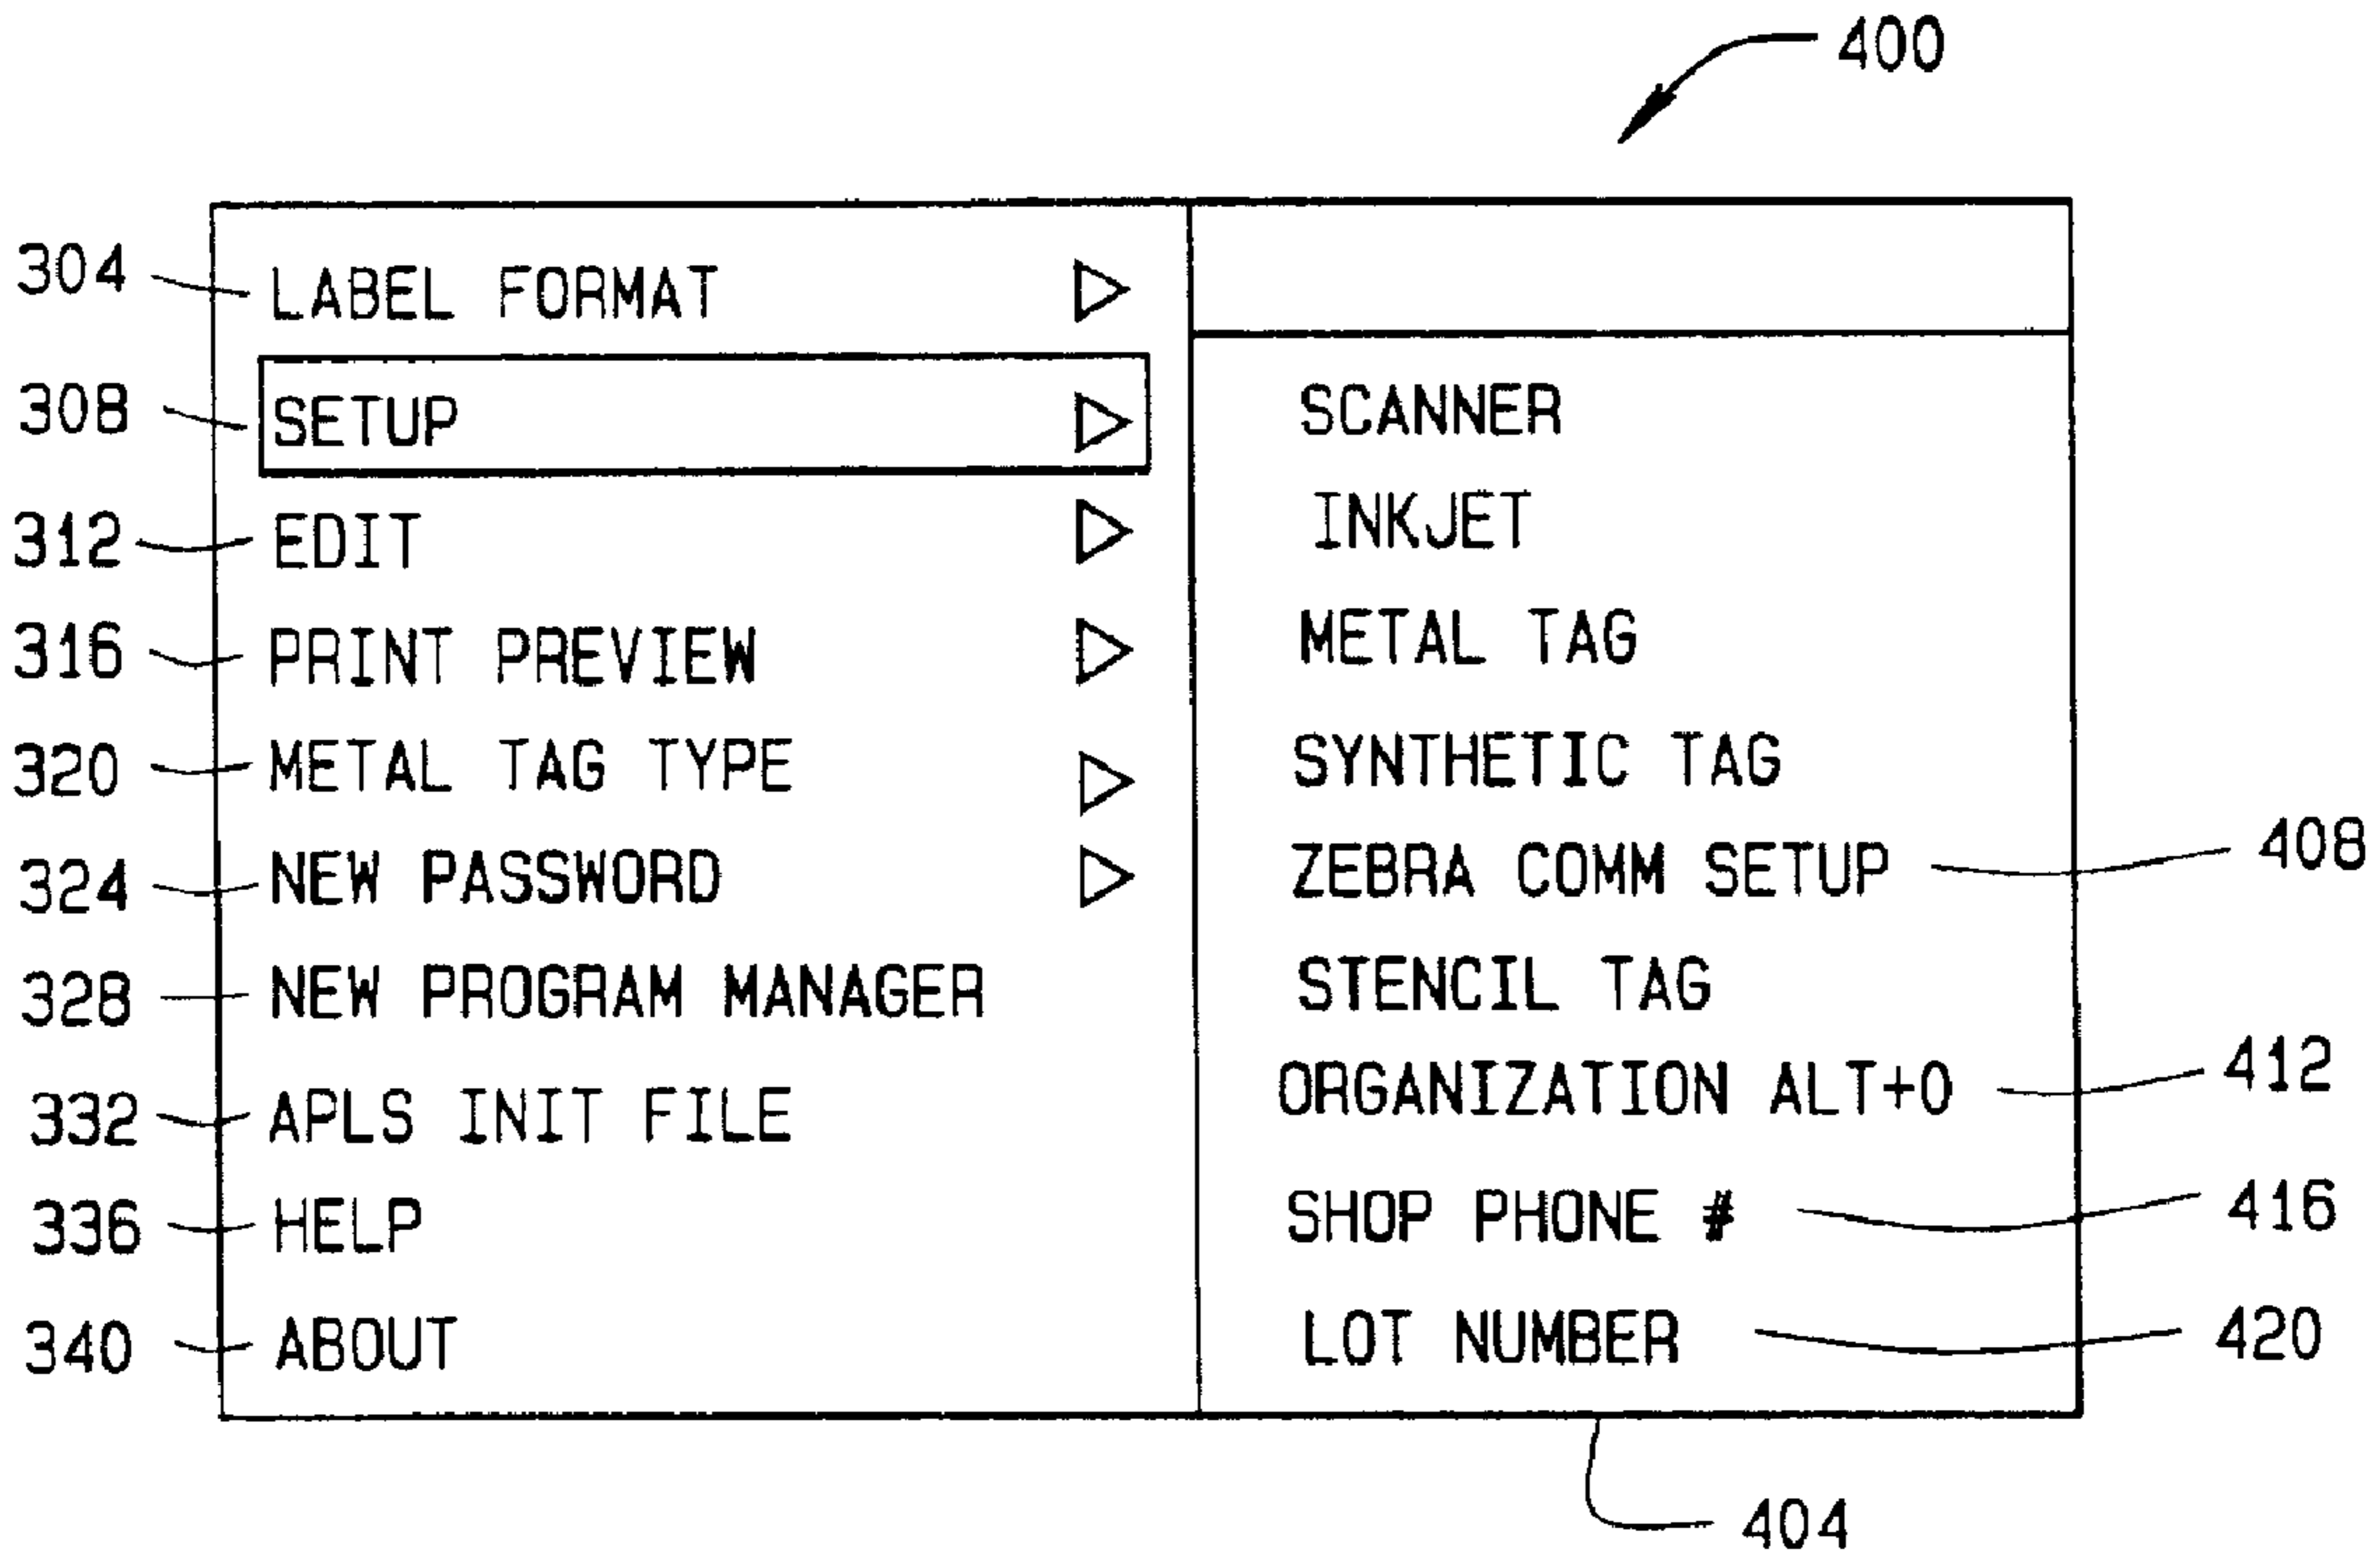 400
304 LABEL FORMAT
308 SETUP
312 EDIT
316 PRINT PREVIEW
320 METAL TAG TYPE
324 NEW PASSWORD
328 NEW PROGRAM MANAGER
332 APLS INIT FILE
336 HELP
340 ABOUT
SCANNER
INKJET
METAL TAG
SYNTHETIC TAG
ZEBRA COMM SETUP 408
STENCIL TAG
ORGANIZATION ALT+O 412
SHOP PHONE # 416
LOT NUMBER 420
404